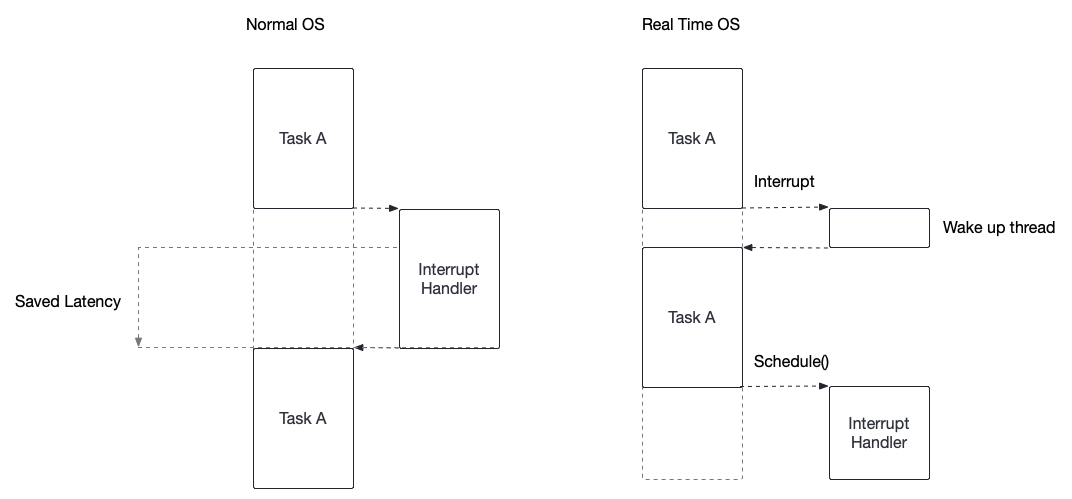 Normal OS
Real Time OS
Task A
Task A
Interrupt
Wake up thread
Interrupt
Handler
Saved Latency
Task A
Schedule()
Task A
Interrupt
Handler